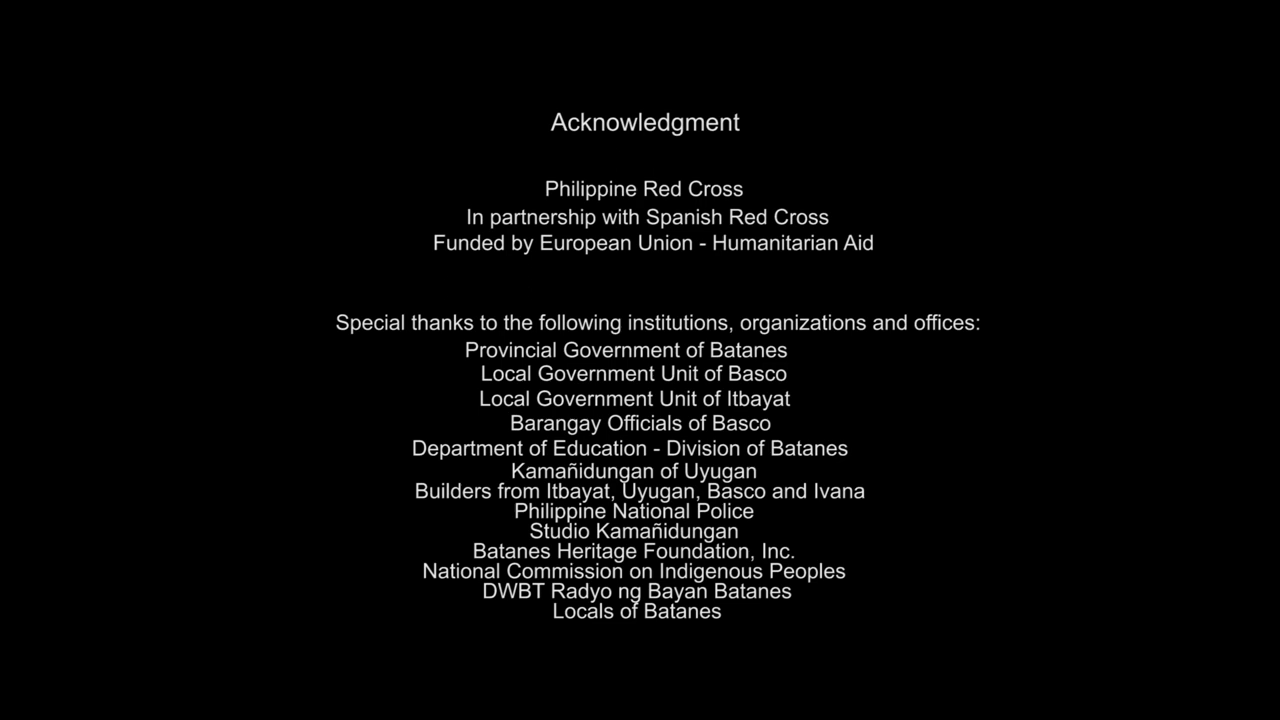 Acknowledgment
Philippine Red Cross
In partnership with Spanish Red Cross
Funded by European Union - Humanitarian Aid
Special thanks to the following institutions, organizations and offices:
Provincial Government of Batanes
Local Government Unit of Basco
Local Government Unit of Itbayat
Barangay Officials of Basco
Department of Education - Division of Batanes
Kamañidungan of Uyugan
Builders from Itbayat, Uyugan, Basco and Ivana
Philippine National Police
Studio Kamañidungan
Batanes Heritage Foundation, Inc.
National Commission on Indigenous Peoples
DWBT Radyo ng Bayan Batanes
Locals of Batanes